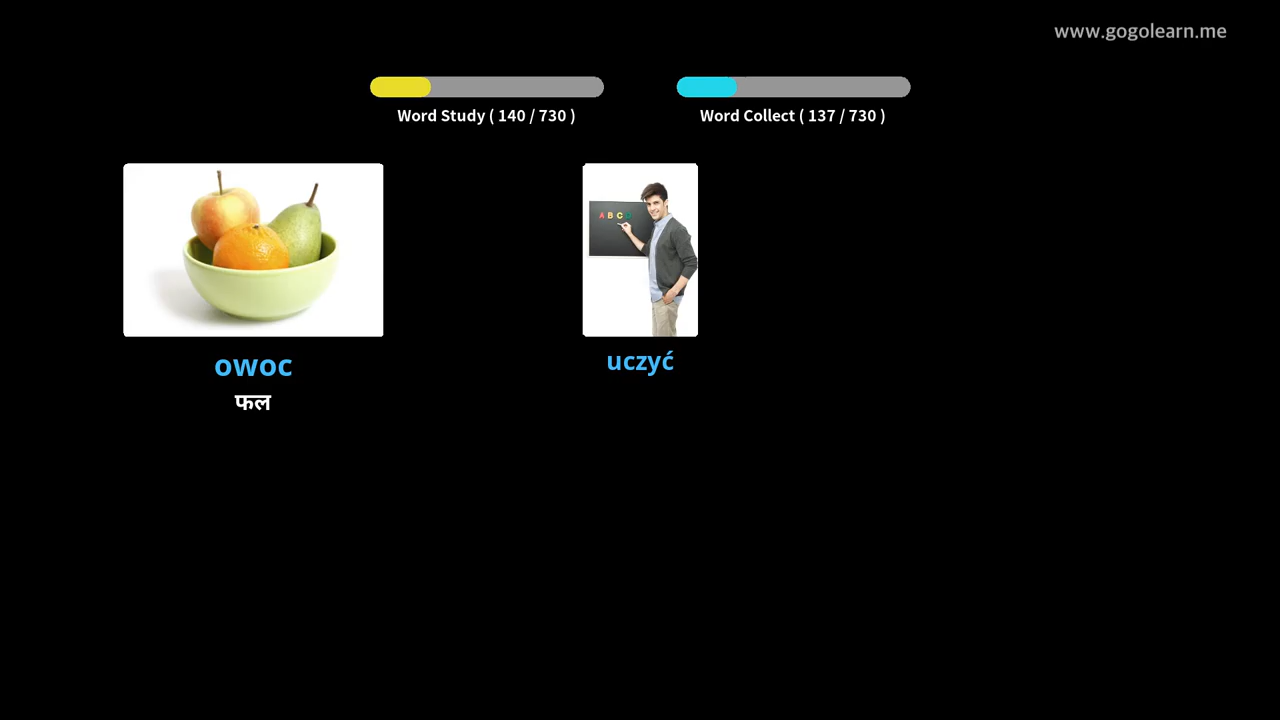 www.gogolearn.me
Word Study ( 140 / 730 )
Word Collect ( 137 / 730 )
A B C D
owoc
फल
uczyć